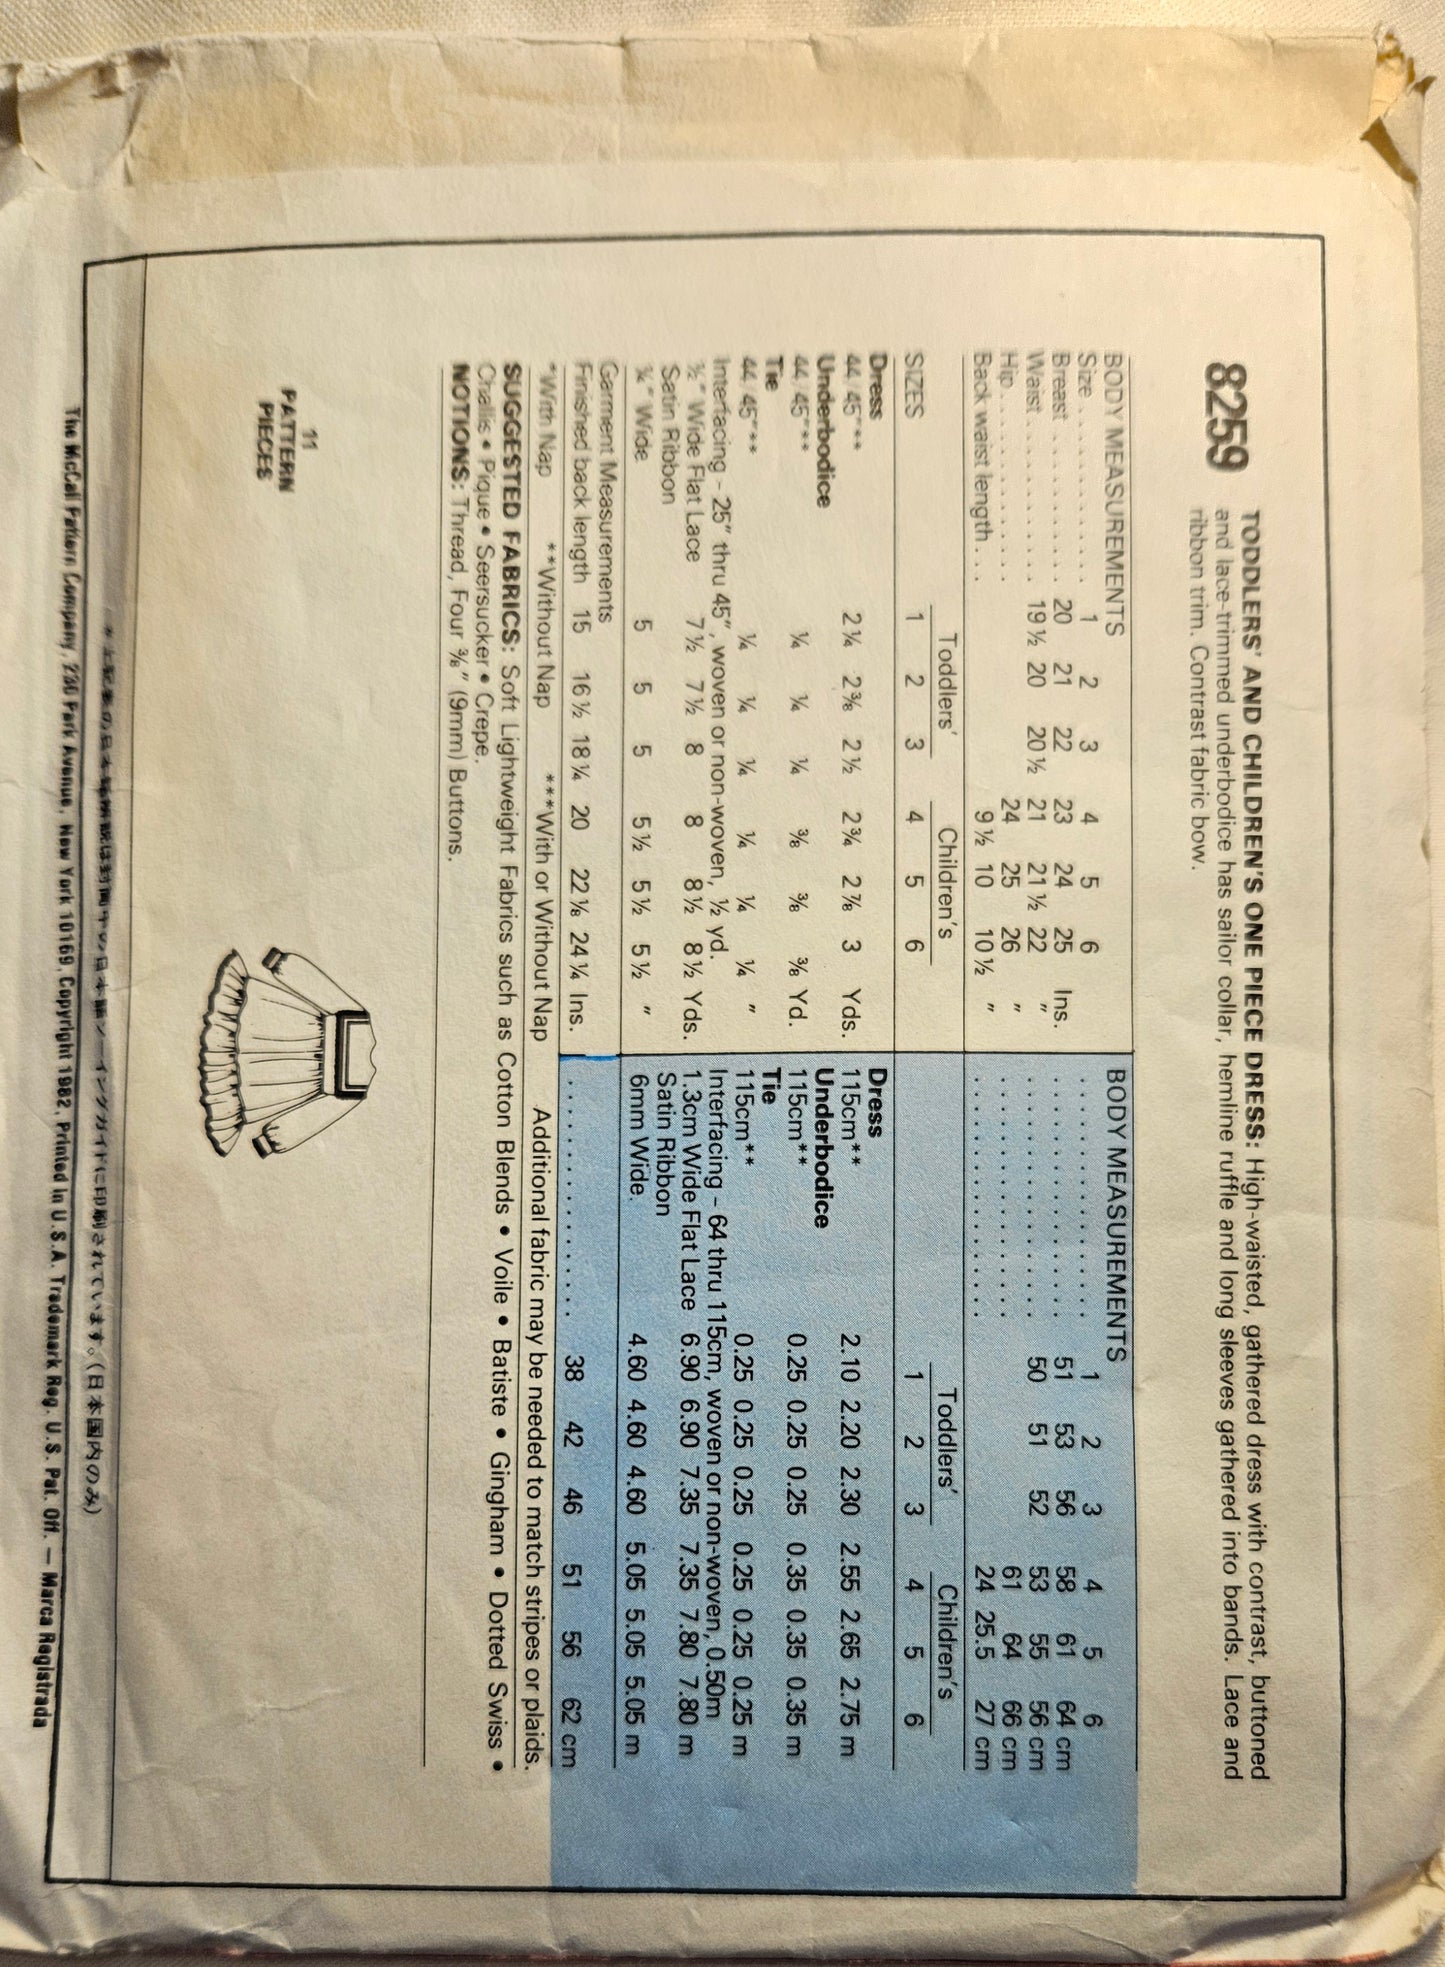 8259 TODDLERS' AND CHILDREN'S ONE PIECE DRESS: High-waisted, gathered dress with contrast, buttoned
and lace-trimmed underbodice has sailor collar, hemline ruffle and long sleeves gathered into bands. Lace and
ribbon trim. Contrast fabric bow.
BODY MEASUREMENTS
Size . . . . . . . . . . . 1 2 3 4 5 6
Breast . . . . . . . . . . 20 21 22 23 24 25 Ins.
Waist . . . . . . . . . . . 19½ 20 20½ 21 21½ 22 "
Hip . . . . . . . . . . . . 24 25 26 "
Back waist length . . . 9½ 10 10½ "
Toddlers' Children's
SIZES 1 2 3 4 5 6
Dress
44/45"** 2¼ 2⅜ 2½ 2¾ 2⅞ 3 Yds.
Underbodice
44/45"** ¼ ¼ ¼ ⅜ ⅜ ⅜ Yd.
Tie
44/45"** ¼ ¼ ¼ ¼ ¼ ¼ "
Interfacing - 25" thru 45", woven or non-woven, ½ yd.
½" Wide Flat Lace 7½ 7½ 8 8 8½ 8½ Yds.
Satin Ribbon
¼" Wide 5 5 5 5½ 5½ 5½ "
Garment Measurements
Finished back length 15 16½ 18¼ 20 22⅛ 24¼ Ins.
BODY MEASUREMENTS
. . . . . . . . . . . . 1 2 3 4 5 6
. . . . . . . . . . . . 51 53 56 58 61 64 cm
. . . . . . . . . . . . 50 51 52 53 55 56 cm
. . . . . . . . . . . . 61 64 66 cm
. . . . . . . . . . . . 24 25.5 27 cm
Toddlers' Children's
1 2 3 4 5 6
Dress
115cm** 2.10 2.20 2.30 2.55 2.65 2.75 m
Underbodice
115cm** 0.25 0.25 0.25 0.35 0.35 0.35 m
Tie
115cm** 0.25 0.25 0.25 0.25 0.25 0.25 m
Interfacing - 64 thru 115cm, woven or non-woven, 0.50m
1.3cm Wide Flat Lace 6.90 6.90 7.35 7.35 7.80 7.80 m
Satin Ribbon
6mm Wide. 4.60 4.60 4.60 5.05 5.05 5.05 m
. . . . . . . . . . . . 38 42 46 51 56 62 cm
*With Nap **Without Nap ***With or Without Nap Additional fabric may be needed to match stripes or plaids.
SUGGESTED FABRICS: Soft Lightweight Fabrics such as Cotton Blends • Voile • Batiste • Gingham • Dotted Swiss •
Challis • Pique • Seersucker • Crepe.
NOTIONS: Thread, Four ⅜" (9mm) Buttons.
11
PATTERN
PIECES
に印刷されています。(日本国内のみ)
The McCall Pattern Company, 230 Park Avenue, New York 10169, Copyright 1982, Printed in U.S.A. Trademark Reg. U.S. Pat. Off. — Marca Registrada